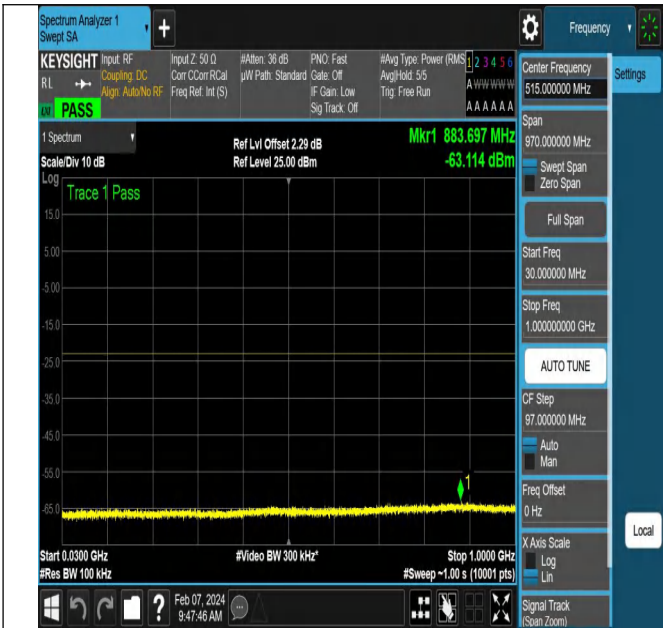 Spectrum Analyzer 1
Swept SA
+
Frequency
KEYSIGHT
RL
PASS
Input: RF
Coupling: DC
Align: Auto/No RF
Input Z: 50 Ω
Corr CCorr RCal
Freq Ref: Int (S)
#Atten: 36 dB
µW Path: Standard
PNO: Fast
Gate: Off
IF Gain: Low
Sig Track: Off
#Avg Type: Power (RMS
Avg|Hold: 5/5
Trig: Free Run
1 2 3 4 5 6
A W W W W W
A A A A A A
1 Spectrum
Scale/Div 10 dB
Log
Ref Lvl Offset 2.29 dB
Ref Level 25.00 dBm
Mkr1 883.697 MHz
-63.114 dBm
Trace 1 Pass
15.0
5.00
-5.00
-15.0
-25.0
-35.0
-45.0
-55.0
-65.0
1
Start 0.0300 GHz
#Res BW 100 kHz
#Video BW 300 kHz*
Stop 1.0000 GHz
#Sweep ~1.00 s (10001 pts)
?
Feb 07, 2024
9:47:46 AM
Center Frequency
515.000000 MHz
Settings
Span
970.000000 MHz
Swept Span
Zero Span
Full Span
Start Freq
30.000000 MHz
Stop Freq
1.000000000 GHz
AUTO TUNE
CF Step
97.000000 MHz
Auto
Man
Freq Offset
0 Hz
Local
X Axis Scale
Log
Lin
Signal Track
(Span Zoom)